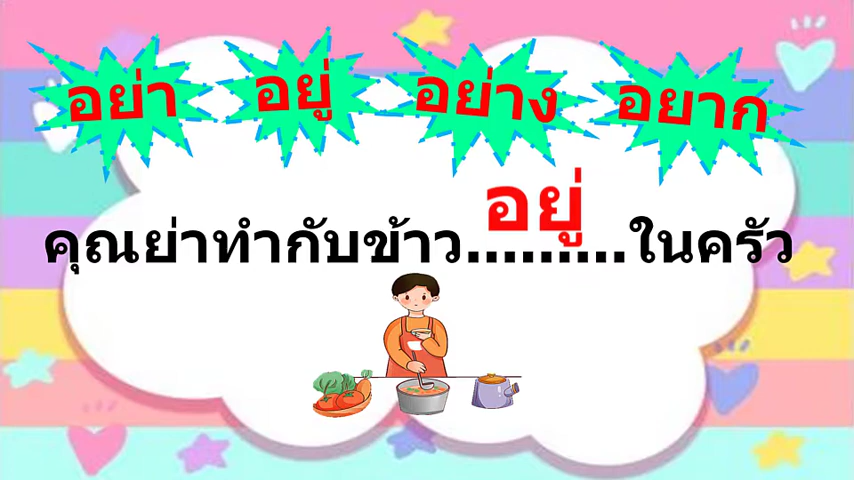 อย่า อยู่ อย่าง อยาก
อยู่
คุณย่าทำกับข้าว.........ในครัว